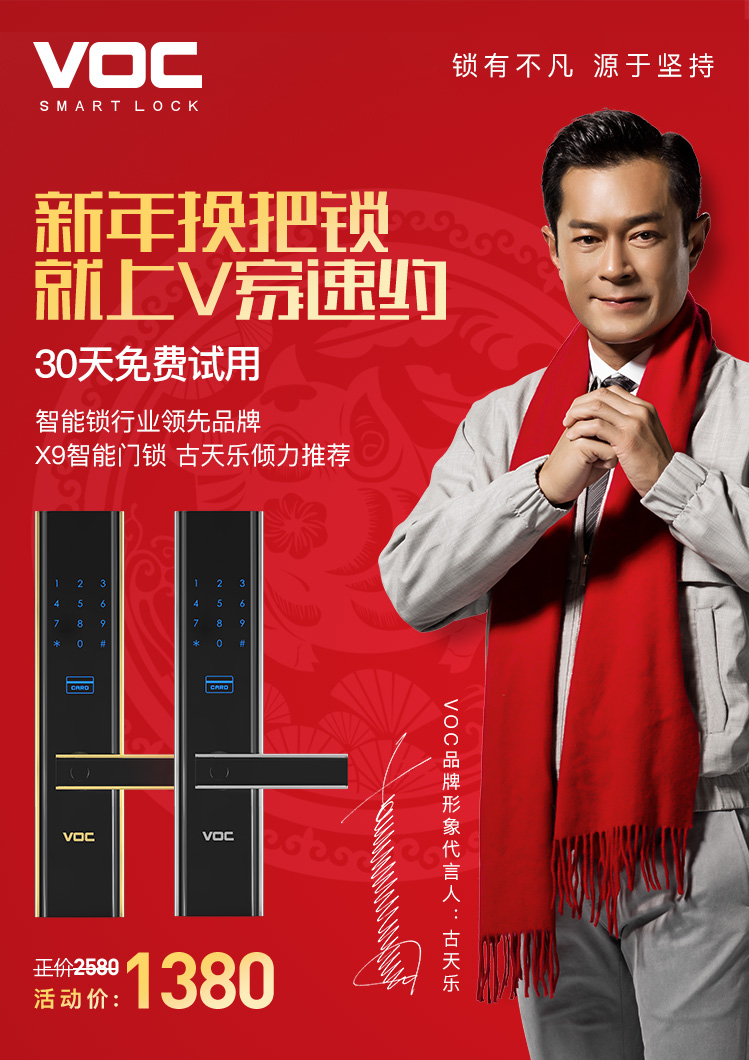 VOC
SMART LOCK
锁有不凡 源于坚持
新年换把锁
就上V家速约
30天免费试用
智能锁行业领先品牌
X9智能门锁 古天乐倾力推荐
1 2 3
4 5 6
7 8 9
* 0 #
CARD
VOC
1 2 3
4 5 6
7 8 9
* 0 #
CARD
VOC
VOC品牌形象代言人：古天乐
正价2580
活动价：1380